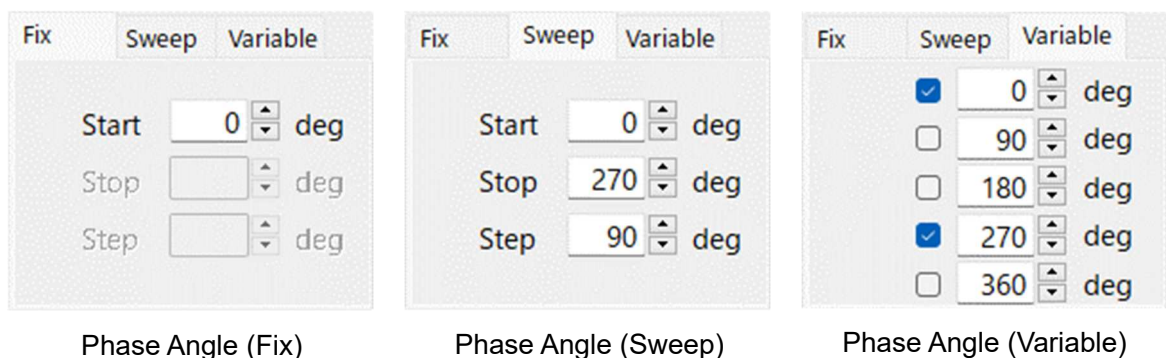 Fix Sweep Variable
Start 0 deg
Stop deg
Step deg
Phase Angle (Fix)
Fix Sweep Variable
Start 0 deg
Stop 270 deg
Step 90 deg
Phase Angle (Sweep)
Fix Sweep Variable
0 deg
90 deg
180 deg
270 deg
360 deg
Phase Angle (Variable)